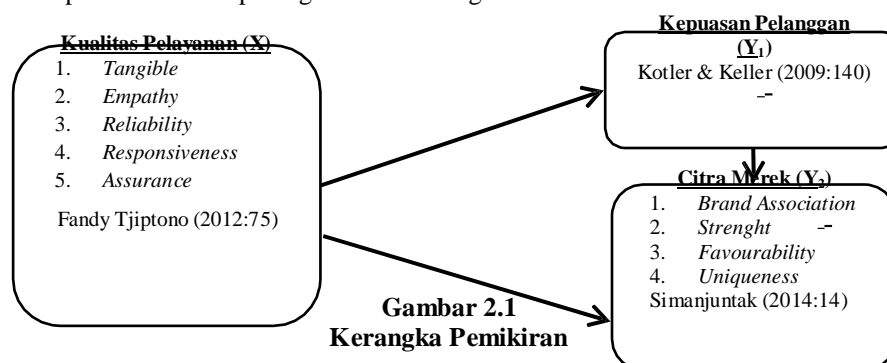 Kualitas Pelayanan (X)
1. Tangible
2. Empathy
3. Reliability
4. Responsiveness
5. Assurance
Fandy Tjiptono (2012:75)
Kepuasan Pelanggan
(Y1)
Kotler & Keller (2009:140)
Citra Merek (Y2)
1. Brand Association
2. Strenght
3. Favourability
4. Uniqueness
Simanjuntak (2014:14)
Gambar 2.1
Kerangka Pemikiran